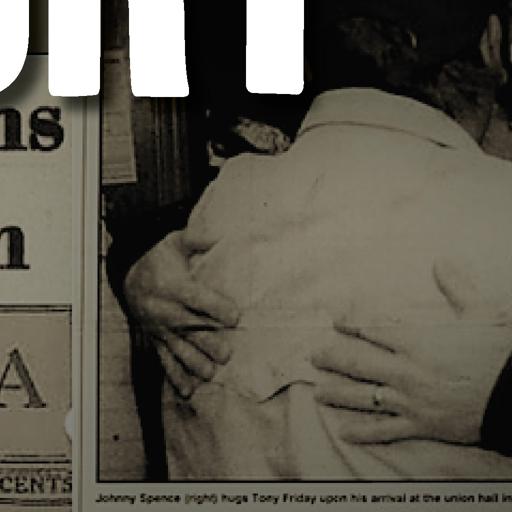 ns
A
CENTS
Johnny Spence (right) hugs Tony Friday upon his arrival at the union hall in